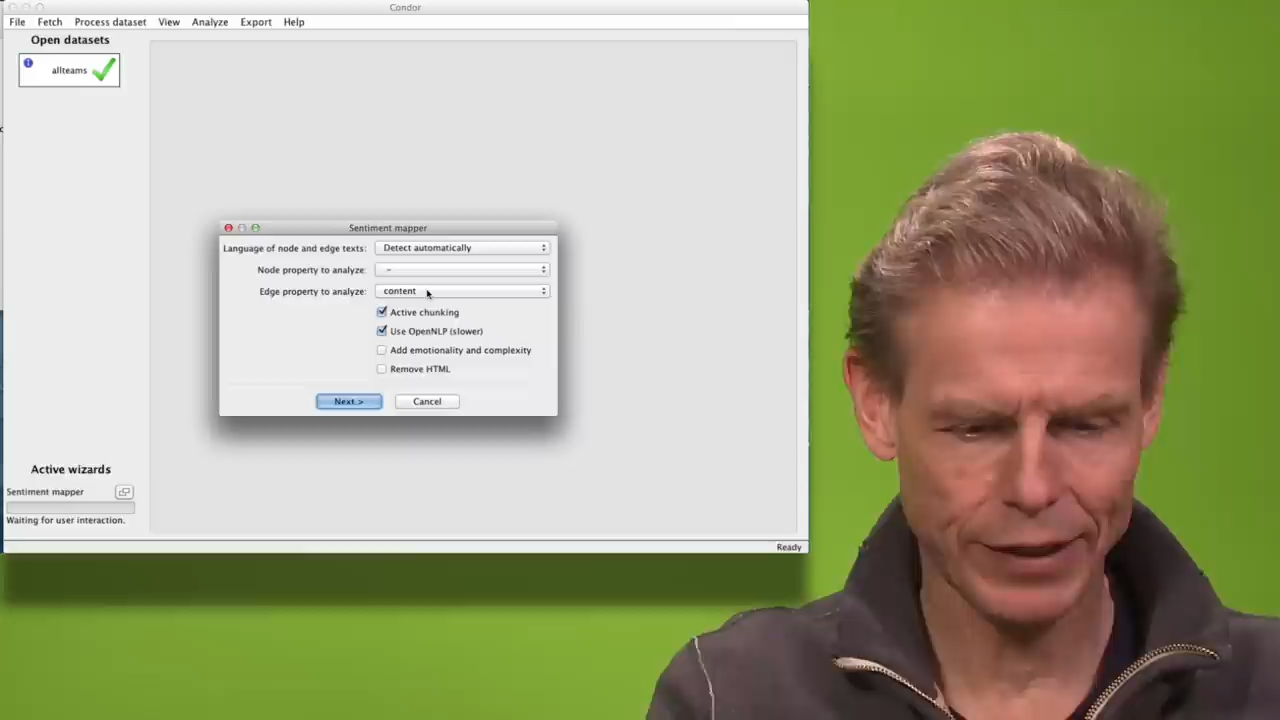 Condor
File Fetch Process dataset View Analyze Export Help
Open datasets
i
allteams
Sentiment mapper
Language of node and edge texts: Detect automatically
Node property to analyze: -
Edge property to analyze: content
Active chunking
Use OpenNLP (slower)
Add emotionality and complexity
Remove HTML
Next > Cancel
Active wizards
Sentiment mapper
Waiting for user interaction.
Ready